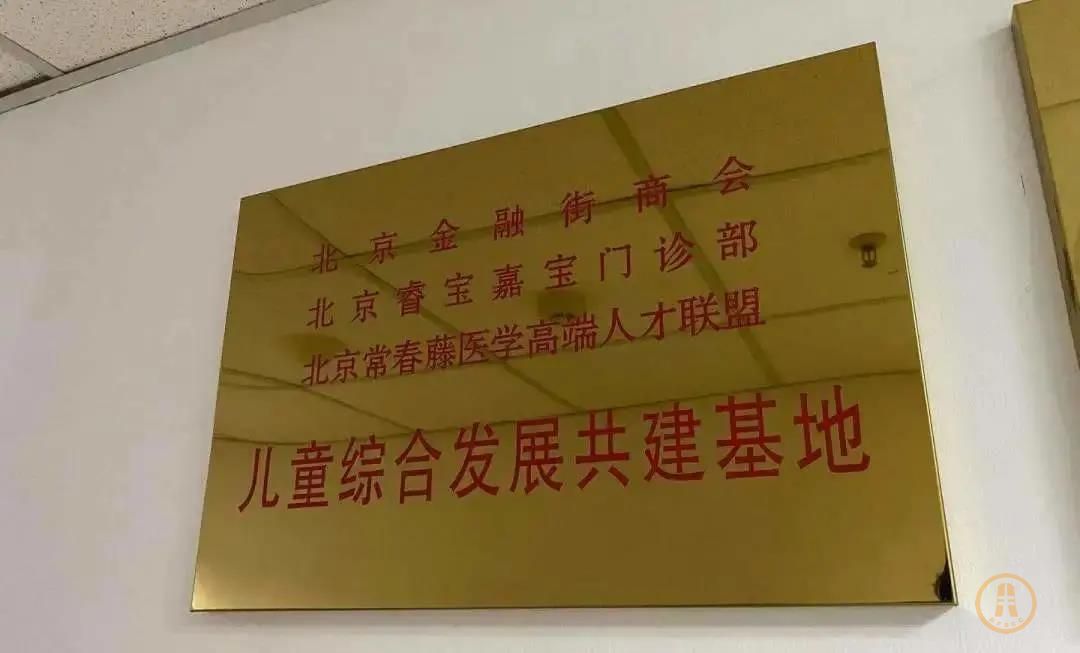 北京金融街商会
北京睿宝嘉宝门诊部
北京常春藤医学高端人才联盟
儿童综合发展共建基地